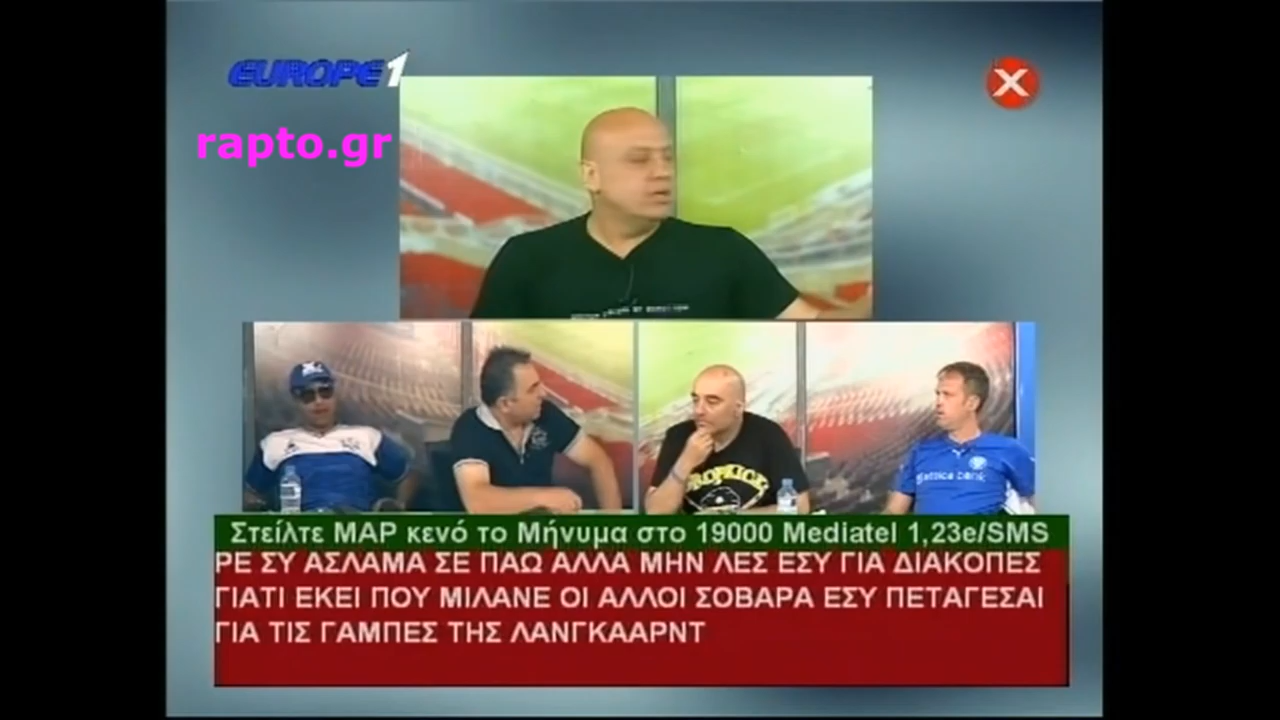 EUROPE1
rapto.gr
X
Στείλτε ΜΑΡ κενό το Μήνυμα στο 19000 Mediatel 1,23e/SMS
ΡΕ ΣΥ ΑΣΛΑΜΑ ΣΕ ΠΑΩ ΑΛΛΑ ΜΗΝ ΛΕΣ ΕΣΥ ΓΙΑ ΔΙΑΚΟΠΕΣ
ΓΙΑΤΙ ΕΚΕΙ ΠΟΥ ΜΙΛΑΝΕ ΟΙ ΑΛΛΟΙ ΣΟΒΑΡΑ ΕΣΥ ΠΕΤΑΓΕΣΑΙ
ΓΙΑ ΤΙΣ ΓΑΜΠΕΣ ΤΗΣ ΛΑΝΓΚΑΑΡΝΤ